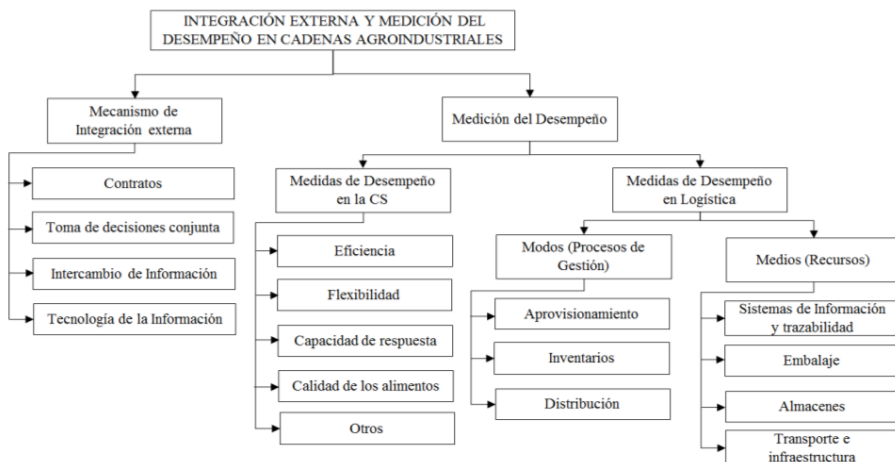 INTEGRACIÓN EXTERNA Y MEDICIÓN DEL
DESEMPEÑO EN CADENAS AGROINDUSTRIALES
Mecanismo de
Integración externa
Contratos
Toma de decisiones conjunta
Intercambio de Información
Tecnología de la Información
Medición del Desempeño
Medidas de Desempeño
en la CS
Eficiencia
Flexibilidad
Capacidad de respuesta
Calidad de los alimentos
Otros
Medidas de Desempeño
en Logística
Modos (Procesos de
Gestión)
Aprovisionamiento
Inventarios
Distribución
Medios (Recursos)
Sistemas de Información
y trazabilidad
Embalaje
Almacenes
Transporte e
infraestructura